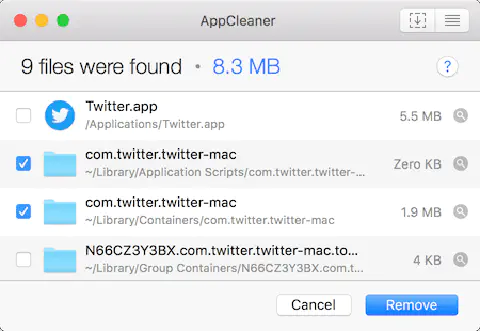 AppCleaner
9 files were found • 8.3 MB
?
Twitter.app
/Applications/Twitter.app
5.5 MB
com.twitter.twitter-mac
~/Library/Application Scripts/com.twitter.twitter-...
Zero KB
com.twitter.twitter-mac
~/Library/Containers/com.twitter.twitter-mac
1.9 MB
N66CZ3Y3BX.com.twitter.twitter-mac.to...
~/Library/Group Containers/N66CZ3Y3BX.com.t...
4 KB
Cancel
Remove